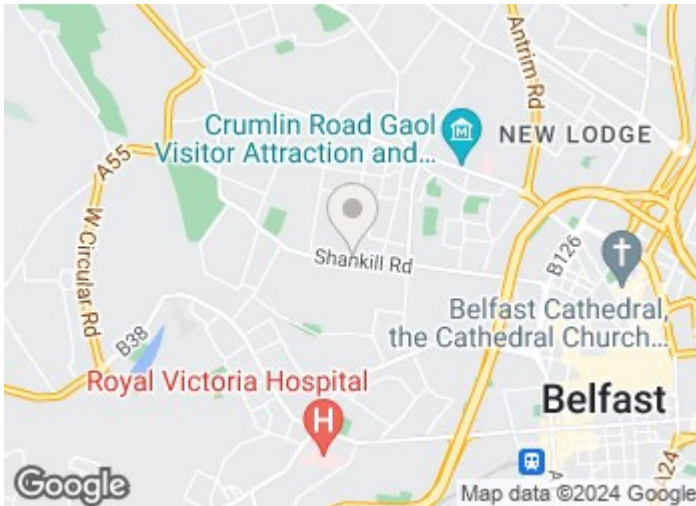 Antrim Rd
Crumlin Road Gaol
Visitor Attraction and...
NEW LODGE
A55
W Circular Rd
Shankill Rd
B126
Belfast Cathedral,
the Cathedral Church...
B38
Royal Victoria Hospital
H
Belfast
A
A24
Google
Map data ©2024 Google